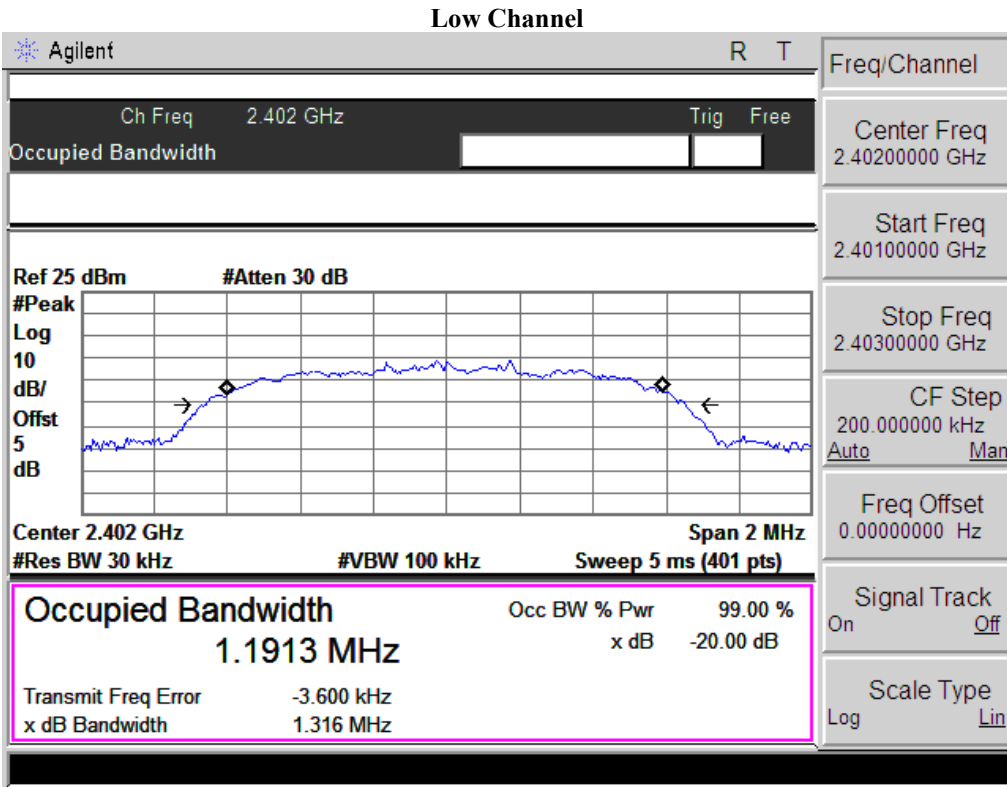 Low Channel
Agilent
R T
Freq/Channel
Ch Freq 2.402 GHz Trig Free
Occupied Bandwidth
Center Freq
2.40200000 GHz
Start Freq
2.40100000 GHz
Stop Freq
2.40300000 GHz
CF Step
200.000000 kHz
Auto Man
Freq Offset
0.00000000 Hz
Signal Track
On Off
Scale Type
Log Lin
Ref 25 dBm #Atten 30 dB
#Peak
Log
10
dB/
Offst
5
dB
Center 2.402 GHz Span 2 MHz
#Res BW 30 kHz #VBW 100 kHz Sweep 5 ms (401 pts)
Occupied Bandwidth Occ BW % Pwr 99.00 %
1.1913 MHz x dB -20.00 dB
Transmit Freq Error -3.600 kHz
x dB Bandwidth 1.316 MHz